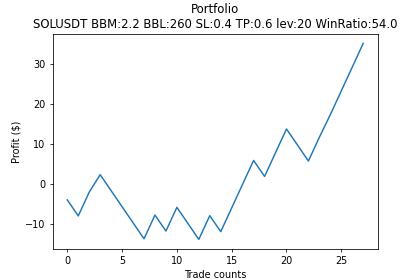 Portfolio
SOLUSDT BBM:2.2 BBL:260 SL:0.4 TP:0.6 lev:20 WinRatio:54.0
Profit ($)
30
20
10
0
−10
0 5 10 15 20 25
Trade counts